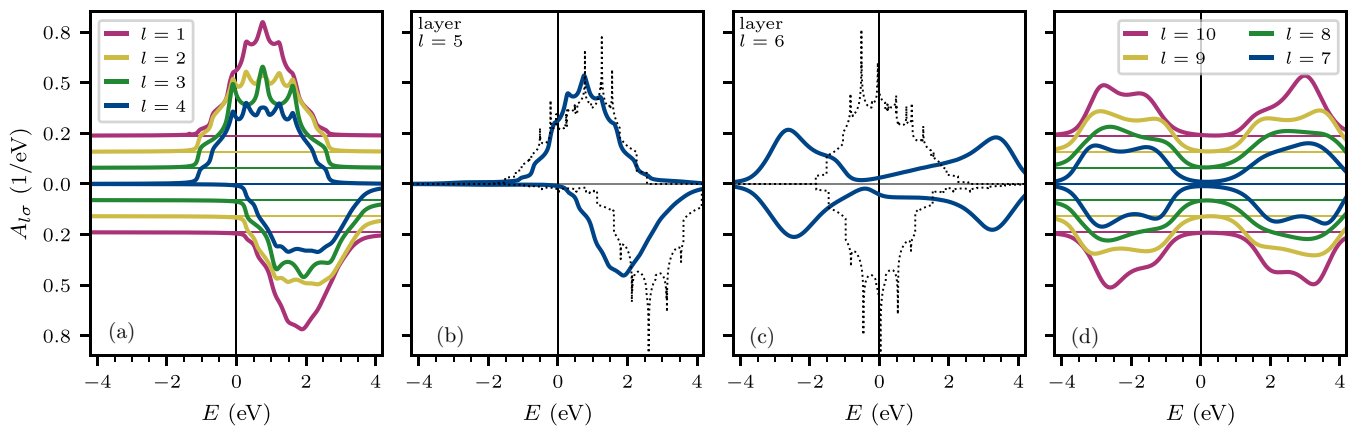 A_{lσ} (1/eV)
0.8
0.5
0.2
0.0
0.2
0.5
0.8
l = 1
l = 2
l = 3
l = 4
(a)
−4 −2 0 2 4
E (eV)
layer
l = 5
(b)
−4 −2 0 2 4
E (eV)
layer
l = 6
(c)
−4 −2 0 2 4
E (eV)
l = 10 l = 8
l = 9 l = 7
(d)
−4 −2 0 2 4
E (eV)